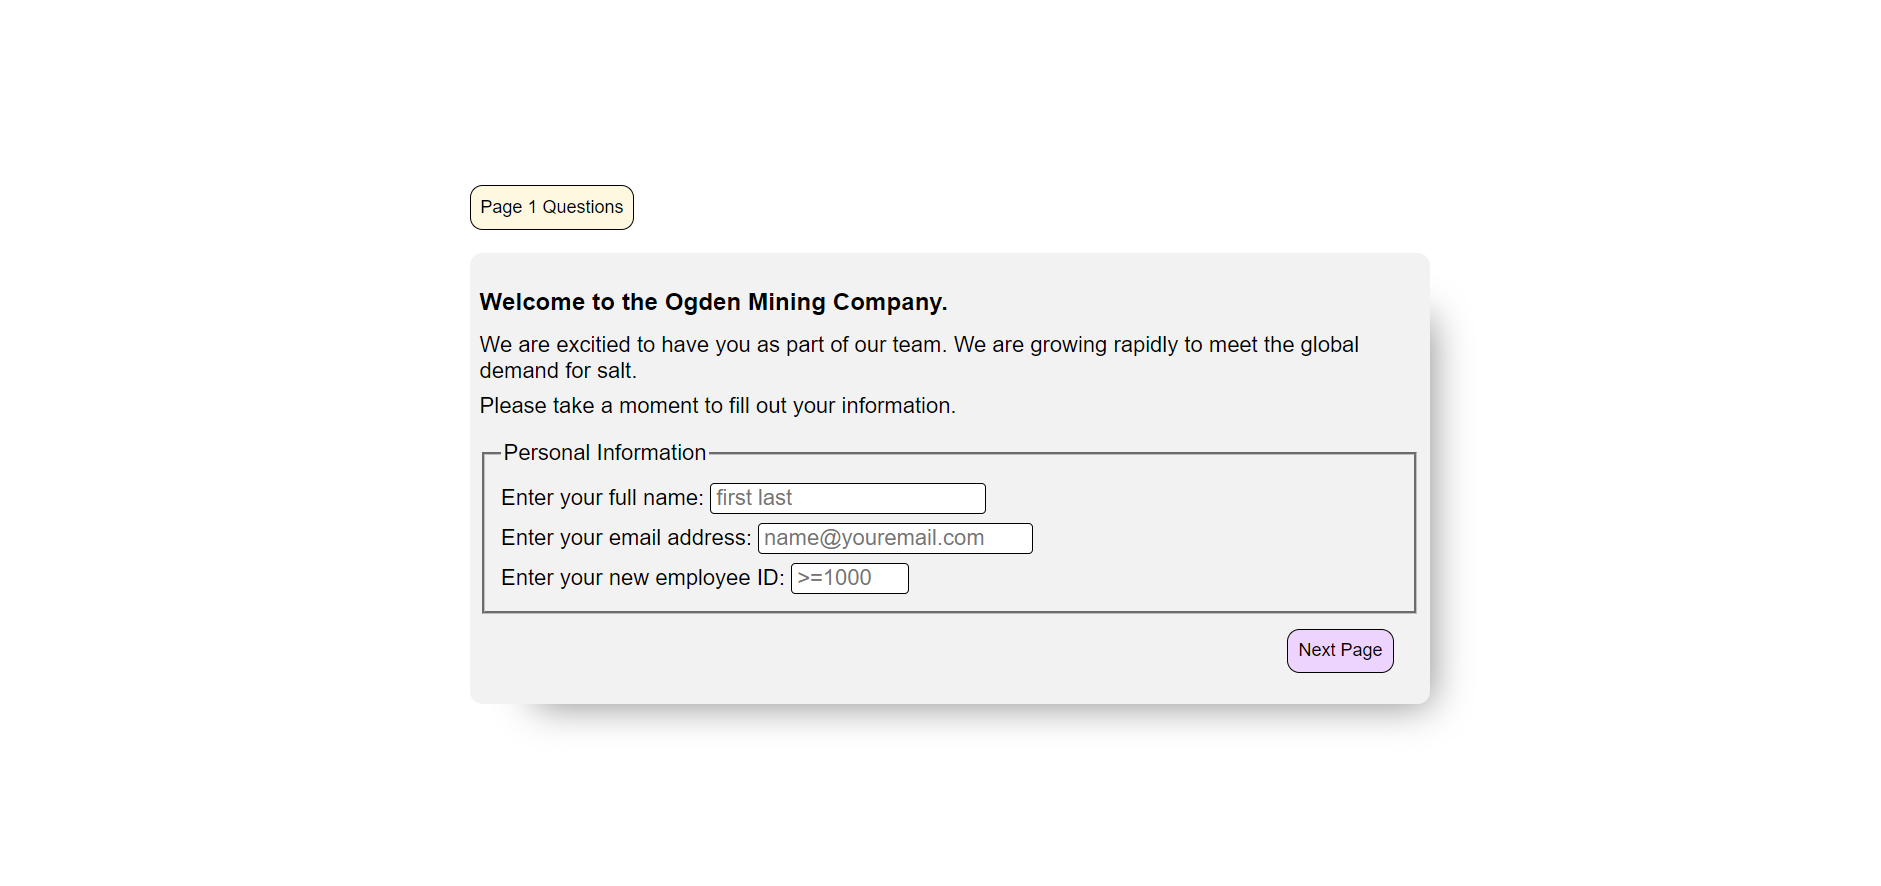 Page 1 Questions
Welcome to the Ogden Mining Company.
We are excitied to have you as part of our team. We are growing rapidly to meet the global
demand for salt.
Please take a moment to fill out your information.
Personal Information
Enter your full name: first last
Enter your email address: name@youremail.com
Enter your new employee ID: >=1000
Next Page